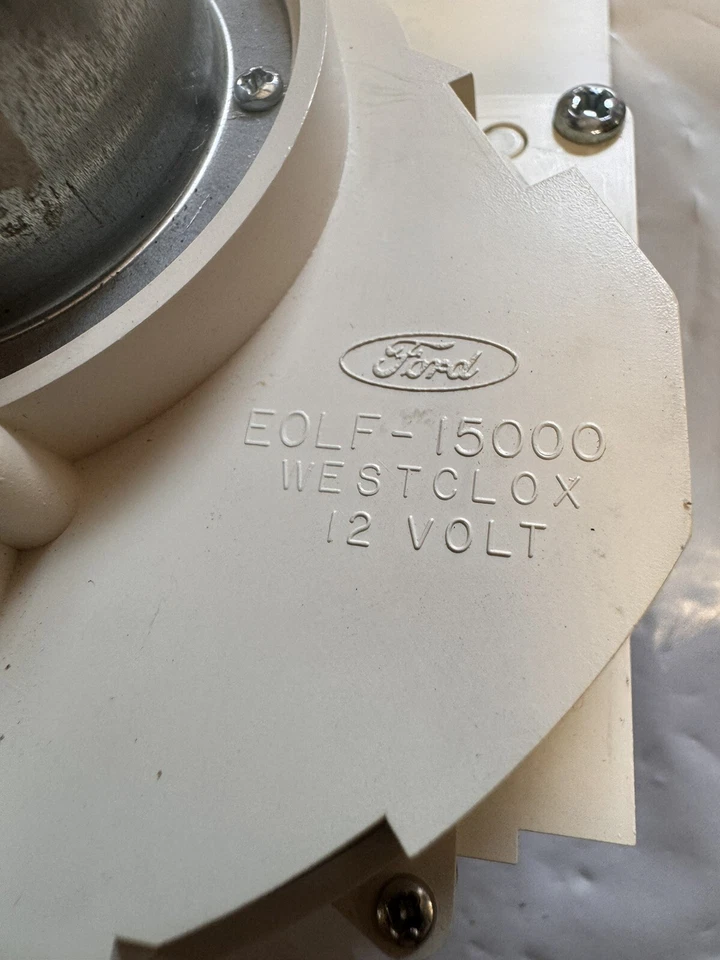 Ford
EOLF-15000
WESTCLOX
12 VOLT